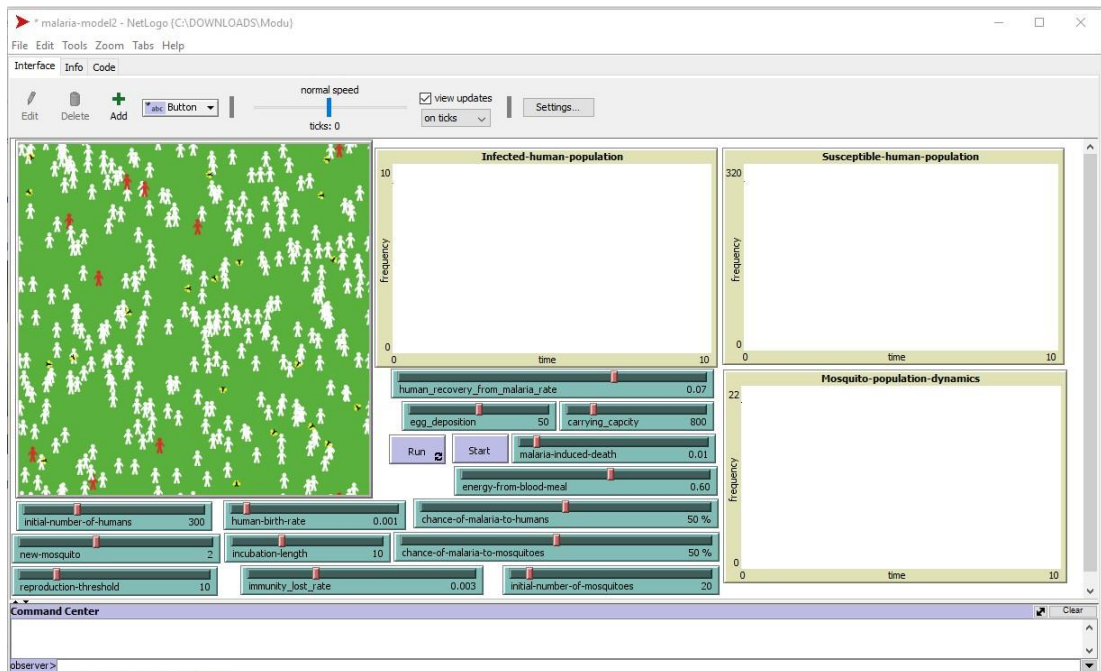 * malaria-model2 - NetLogo {C:\DOWNLOADS\Modu}
File Edit Tools Zoom Tabs Help
Interface Info Code
Edit Delete Add abc Button normal speed view updates Settings...
ticks: 0 on ticks
Infected-human-population
10
frequency
0
0 time 10
Susceptible-human-population
320
frequency
0
0 time 10
human_recovery_from_malaria_rate 0.07
egg_deposition 50 carrying_capcity 800
Run Start malaria-induced-death 0.01
energy-from-blood-meal 0.60
Mosquito-population-dynamics
22
frequency
0
0 time 10
initial-number-of-humans 300 human-birth-rate 0.001 chance-of-malaria-to-humans 50 %
new-mosquito 2 incubation-length 10 chance-of-malaria-to-mosquitoes 50 %
reproduction-threshold 10 immunity_lost_rate 0.003 initial-number-of-mosquitoes 20
Command Center Clear
observer>